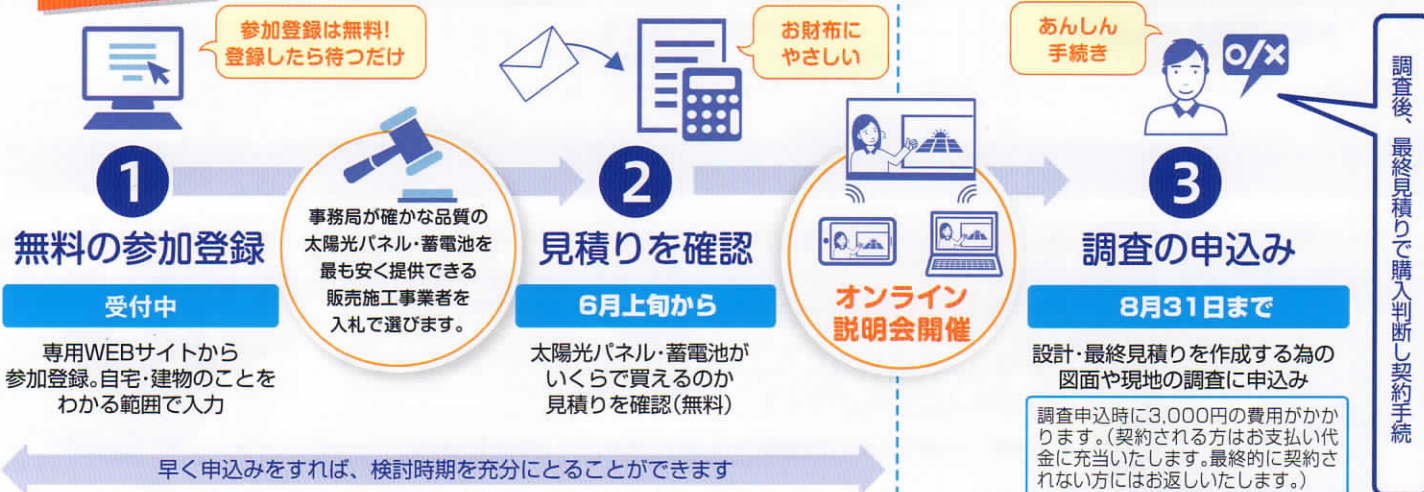 参加登録は無料!
登録したら待つだけ
1
無料の参加登録
受付中
専用WEBサイトから
参加登録。自宅・建物のことを
わかる範囲で入力
事務局が確かな品質の
太陽光パネル・蓄電池を
最も安く提供できる
販売施工事業者を
入札で選びます。
お財布に
やさしい
2
見積りを確認
6月上旬から
太陽光パネル・蓄電池が
いくらで買えるのか
見積りを確認(無料)
オンライン
説明会開催
あんしん
手続き
O/X
3
調査の申込み
8月31日まで
設計・最終見積りを作成する為の
図面や現地の調査に申込み
調査申込時に3,000円の費用がかか
ります。(契約される方はお支払い代
金に充当いたします。最終的に契約さ
れない方にはお返しいたします。)
早く申込みをすれば、検討時期を充分にとることができます
調査後、最終見積りで購入判断し契約手続